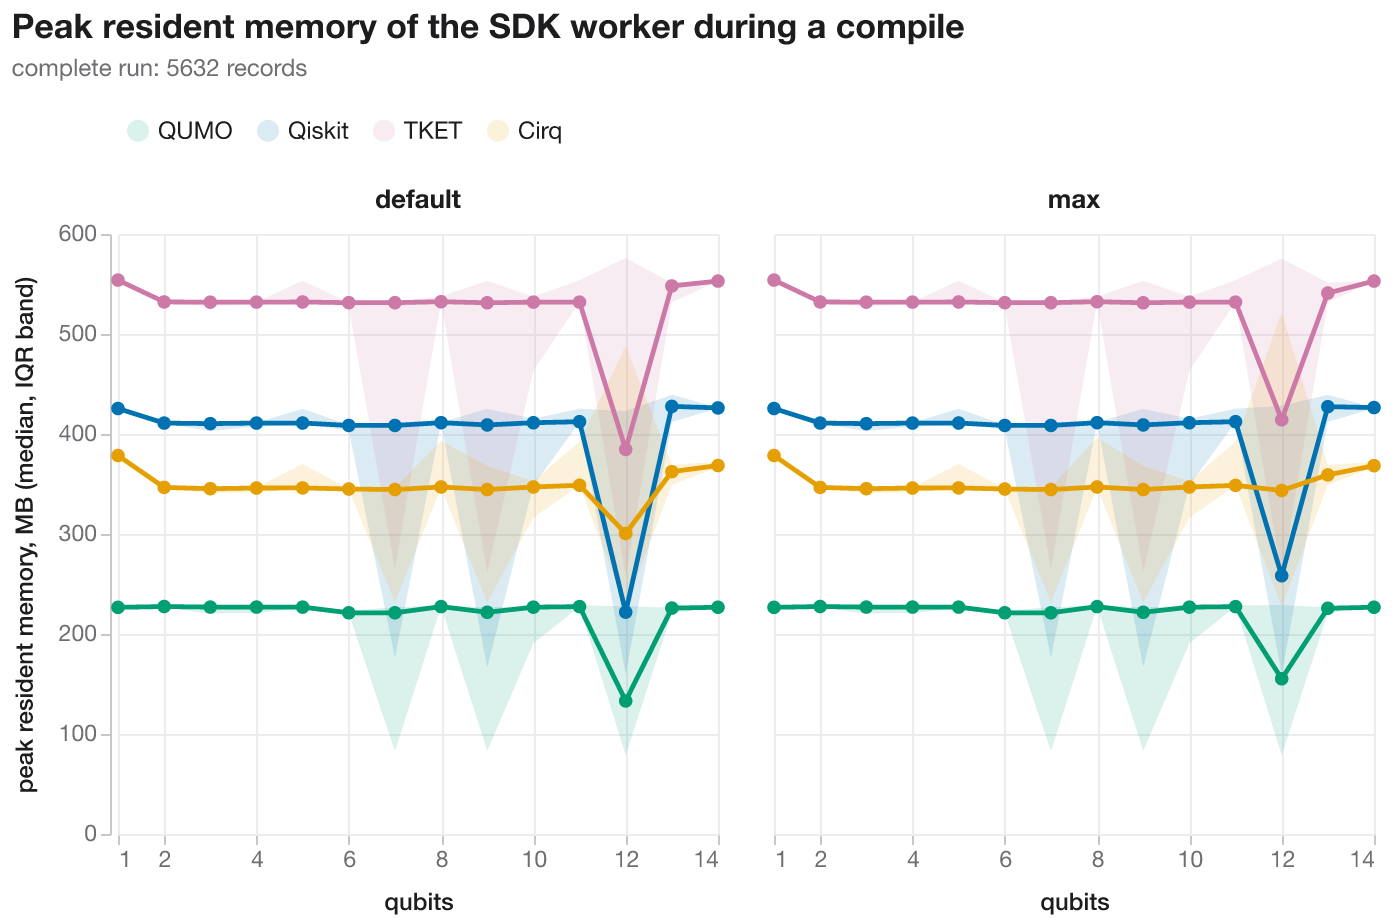 Peak resident memory of the SDK worker during a compile
complete run: 5632 records
QUMO Qiskit TKET Cirq
default
max
peak resident memory, MB (median, IQR band)
600
500
400
300
200
100
0
1 2 4 6 8 10 12 14
1 2 4 6 8 10 12 14
qubits
qubits